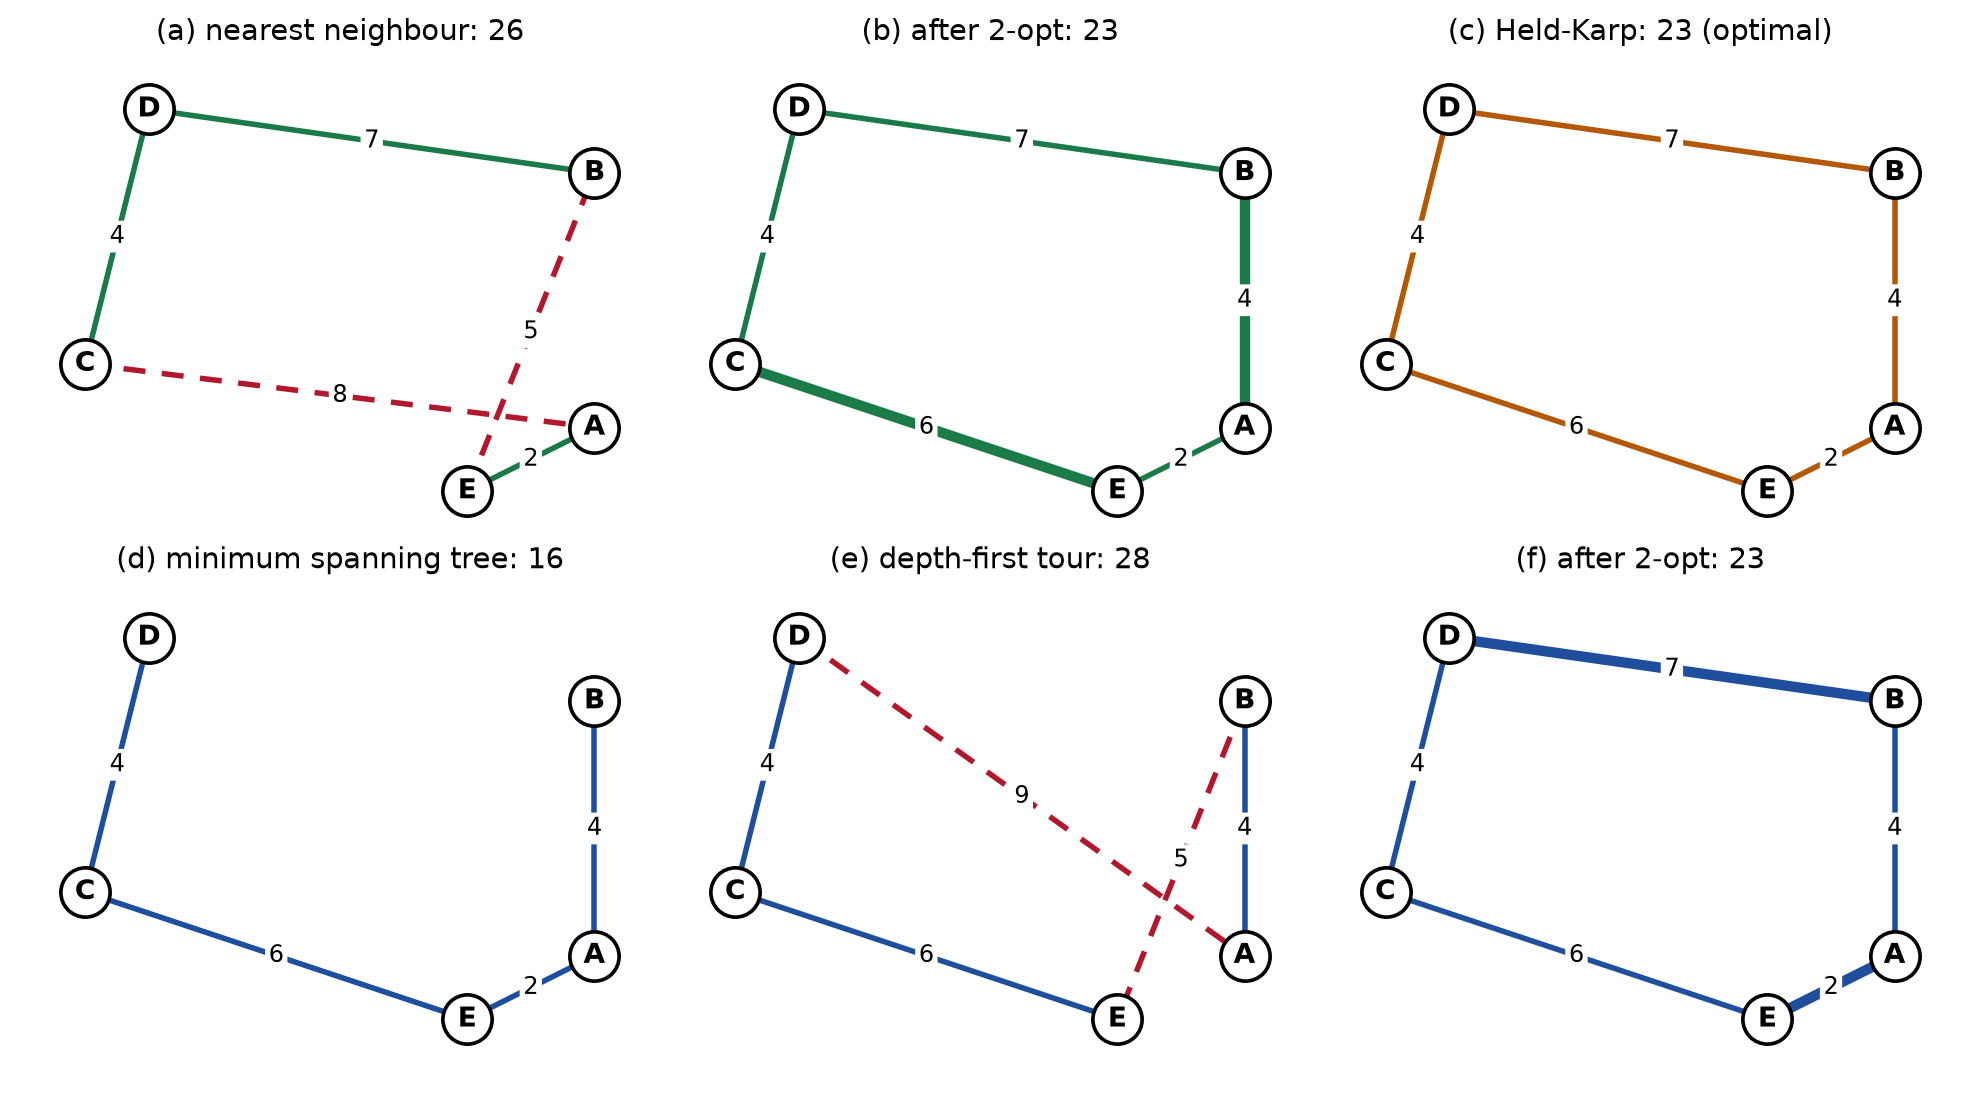 (a) nearest neighbour: 26
D
7
B
4
5
C
8
A
2
E
(b) after 2-opt: 23
D
7
B
4
4
C
6
A
2
E
(c) Held-Karp: 23 (optimal)
D
7
B
4
4
C
6
A
2
E
(d) minimum spanning tree: 16
D
B
4
4
C
6
A
2
E
(e) depth-first tour: 28
D
B
4
9
4
5
C
6
A
E
(f) after 2-opt: 23
D
7
B
4
4
C
6
A
2
E